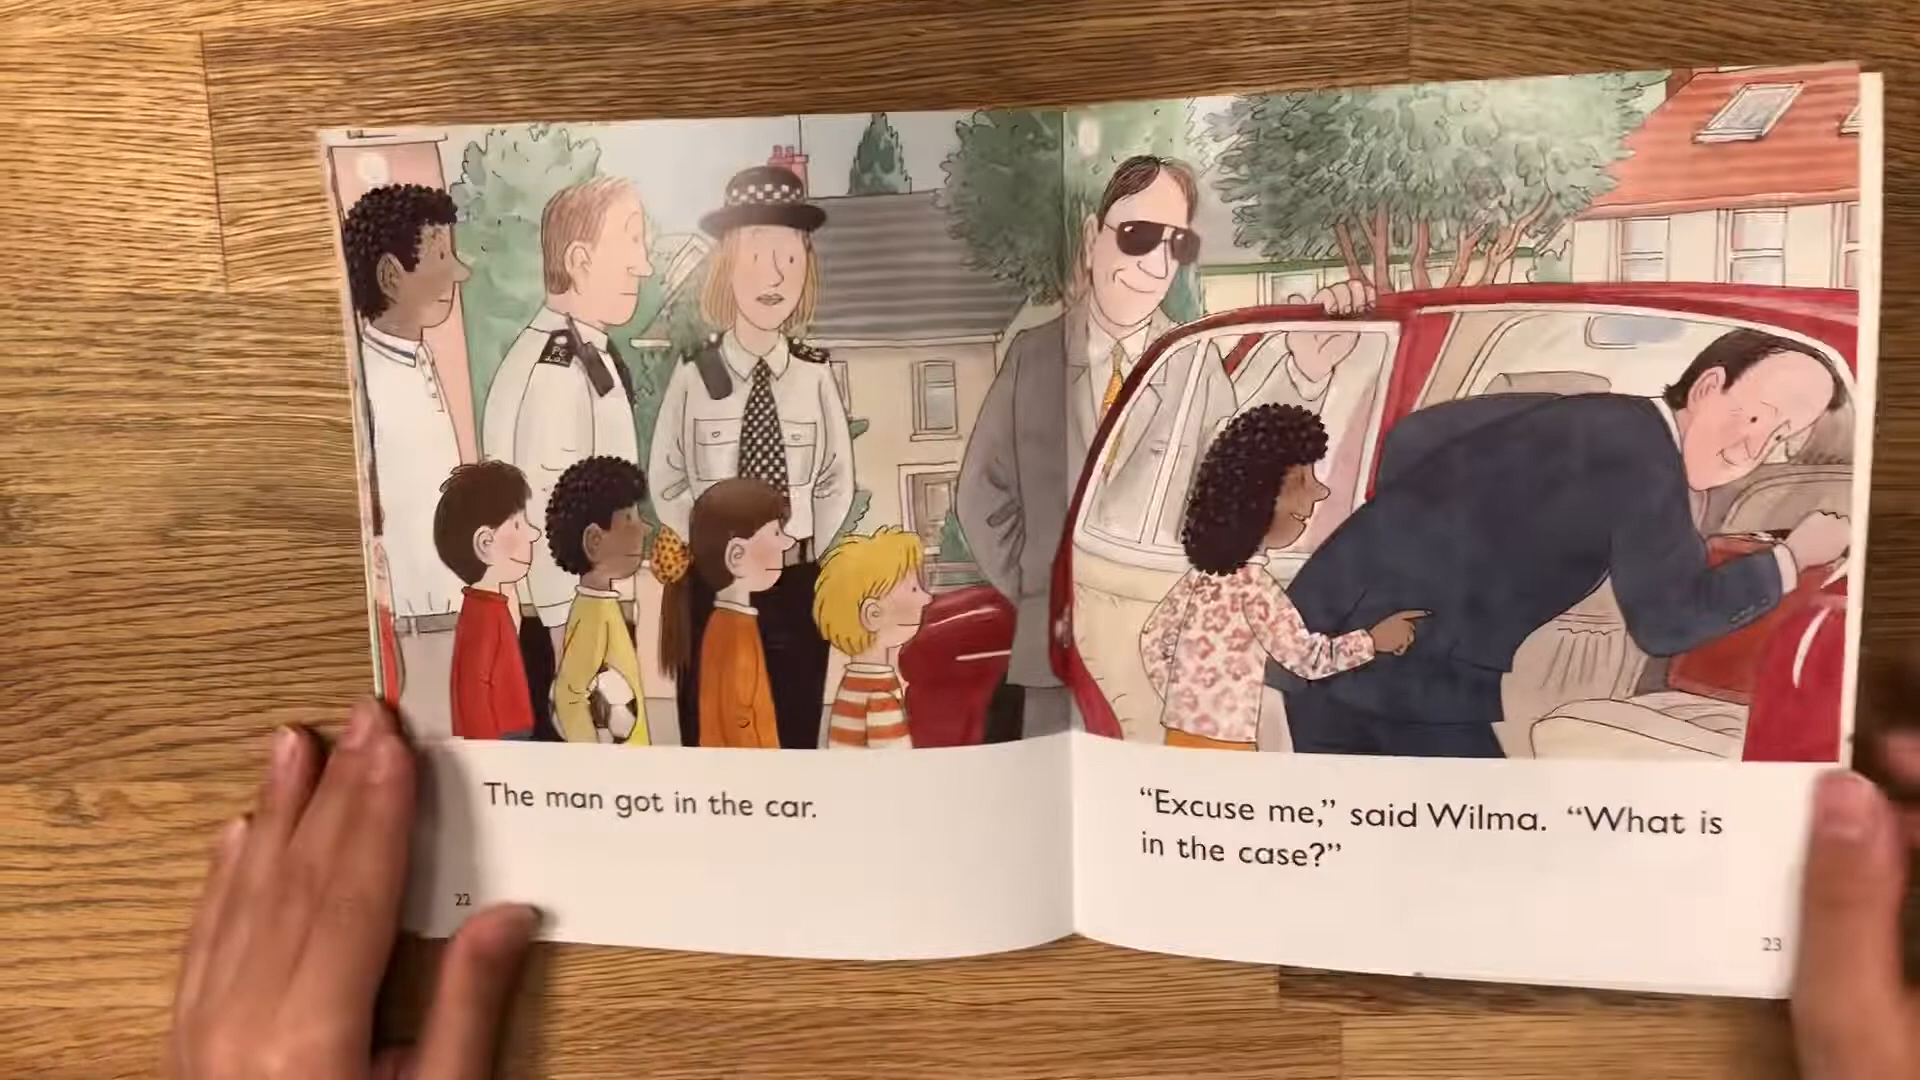 The man got in the car.
22
“Excuse me,” said Wilma. “What is
in the case?”
23